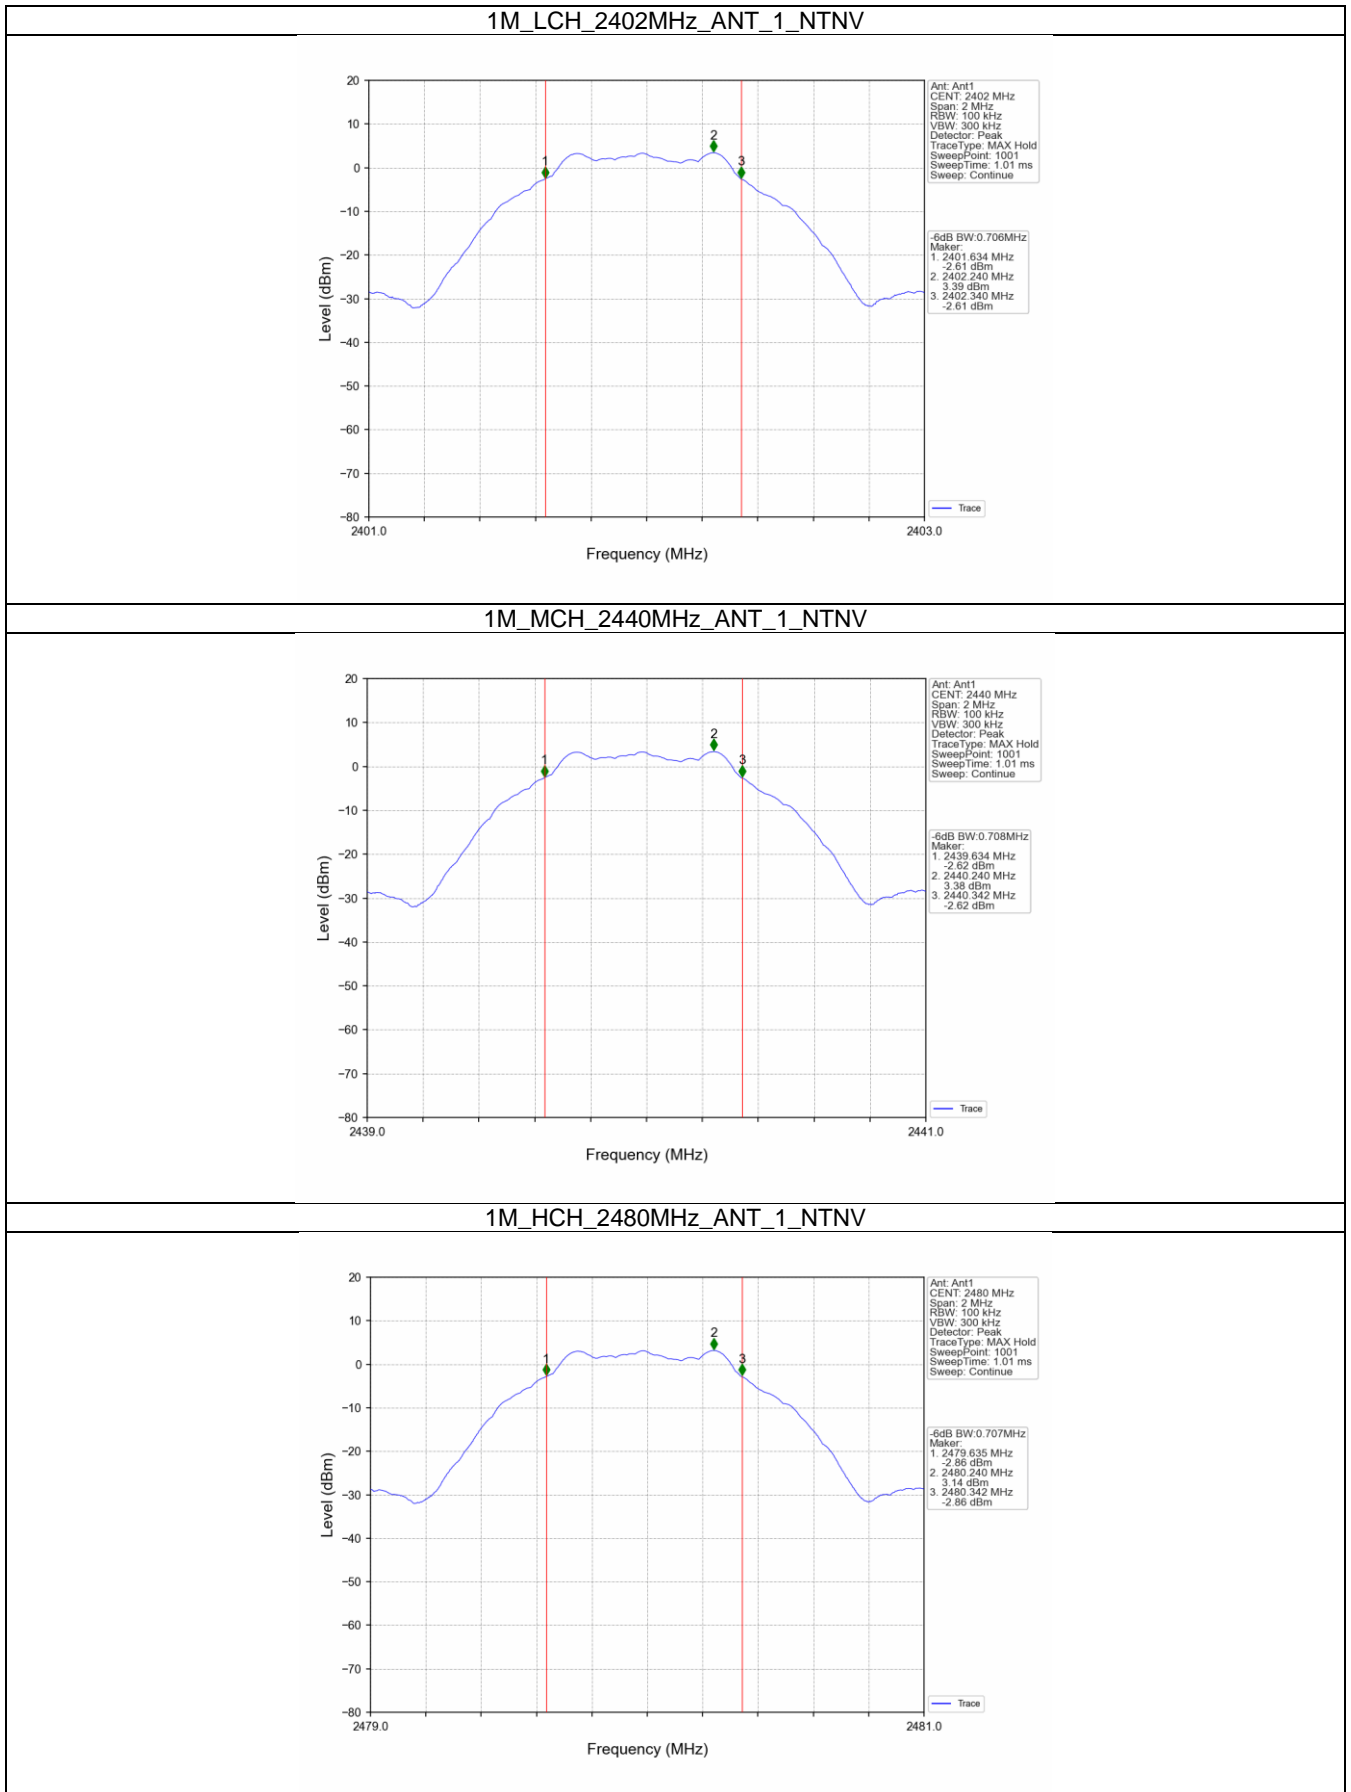 1M_LCH_2402MHz_ANT_1_NTNV
20
10
0
−10
−20
−30
−40
−50
−60
−70
−80
Level (dBm)
2401.0
2403.0
Frequency (MHz)
1
2
3
Ant: Ant1
CENT: 2402 MHz
Span: 2 MHz
RBW: 100 kHz
VBW: 300 kHz
Detector: Peak
TraceType: MAX Hold
SweepPoint: 1001
SweepTime: 1.01 ms
Sweep: Continue
-6dB BW:0.706MHz
Maker:
1. 2401.634 MHz
-2.61 dBm
2. 2402.240 MHz
3.39 dBm
3. 2402.340 MHz
-2.61 dBm
Trace
1M_MCH_2440MHz_ANT_1_NTNV
20
10
0
−10
−20
−30
−40
−50
−60
−70
−80
Level (dBm)
2439.0
2441.0
Frequency (MHz)
1
2
3
Ant: Ant1
CENT: 2440 MHz
Span: 2 MHz
RBW: 100 kHz
VBW: 300 kHz
Detector: Peak
TraceType: MAX Hold
SweepPoint: 1001
SweepTime: 1.01 ms
Sweep: Continue
-6dB BW:0.708MHz
Maker:
1. 2439.634 MHz
-2.62 dBm
2. 2440.240 MHz
3.38 dBm
3. 2440.342 MHz
-2.62 dBm
Trace
1M_HCH_2480MHz_ANT_1_NTNV
20
10
0
−10
−20
−30
−40
−50
−60
−70
−80
Level (dBm)
2479.0
2481.0
Frequency (MHz)
1
2
3
Ant: Ant1
CENT: 2480 MHz
Span: 2 MHz
RBW: 100 kHz
VBW: 300 kHz
Detector: Peak
TraceType: MAX Hold
SweepPoint: 1001
SweepTime: 1.01 ms
Sweep: Continue
-6dB BW:0.707MHz
Maker:
1. 2479.635 MHz
-2.86 dBm
2. 2480.240 MHz
3.14 dBm
3. 2480.342 MHz
-2.86 dBm
Trace